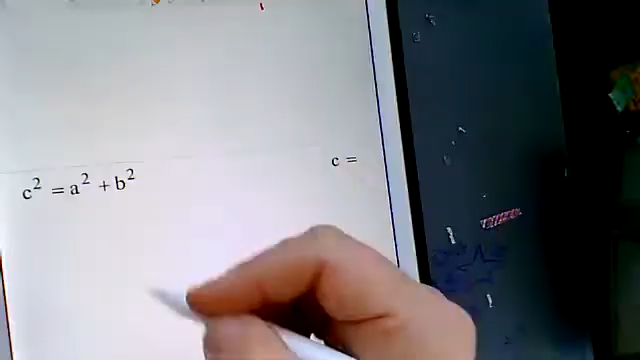 c² = a² + b²
c =